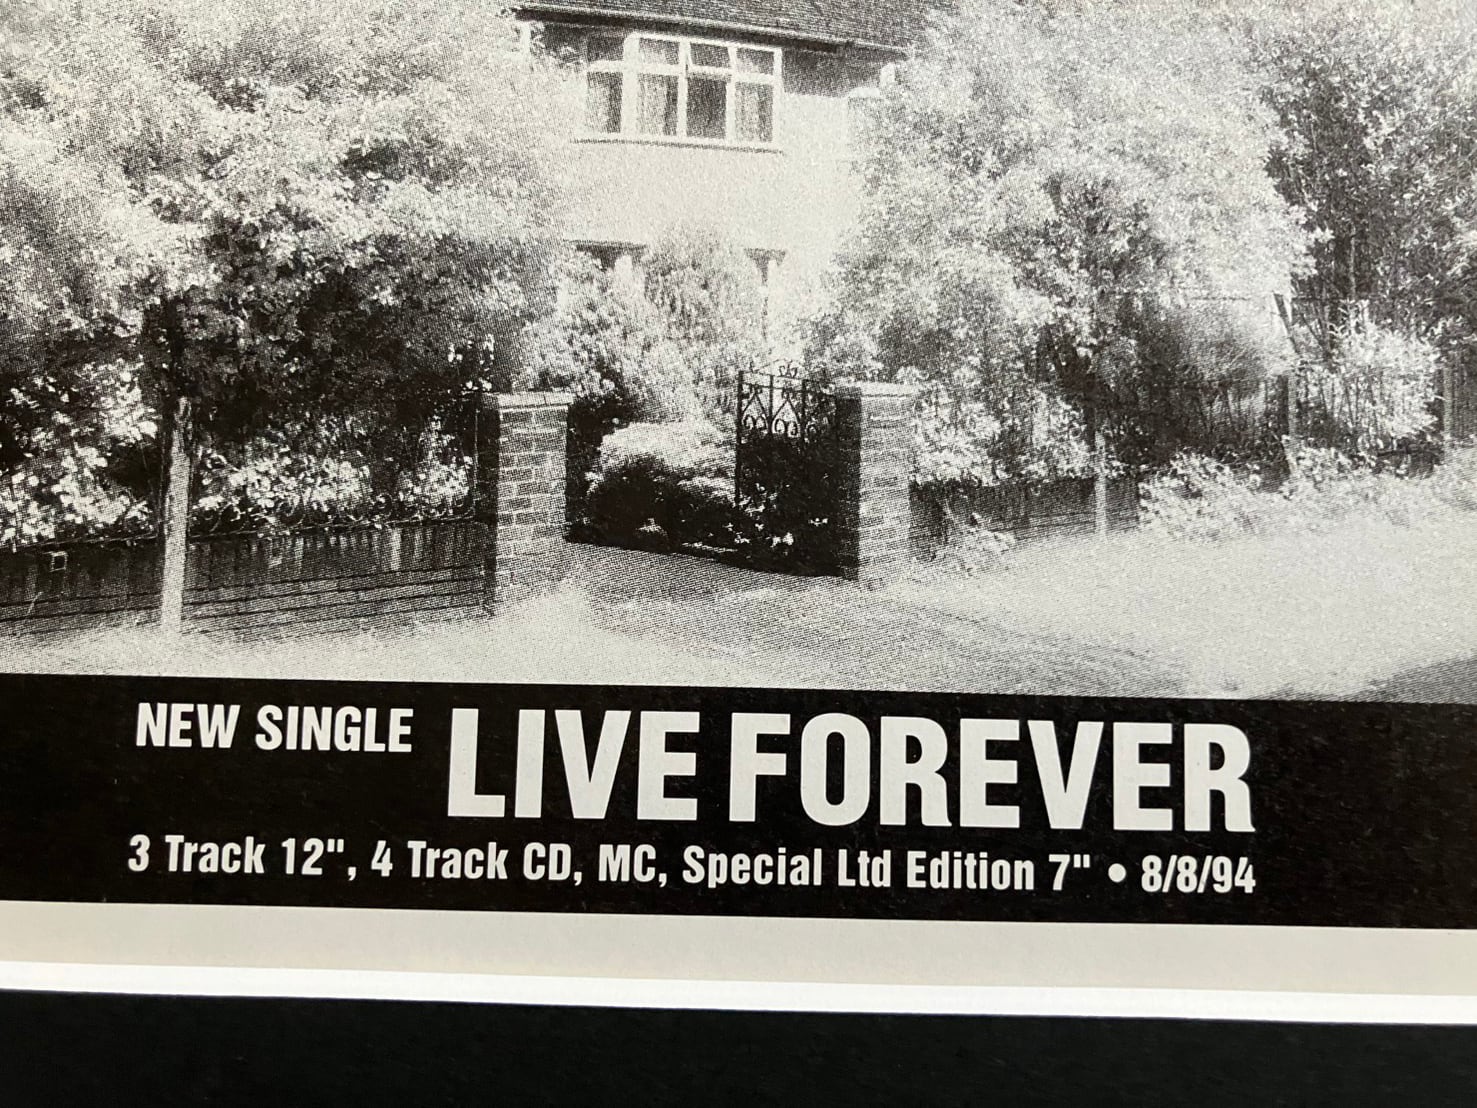 NEW SINGLE LIVE FOREVER
3 Track 12", 4 Track CD, MC, Special Ltd Edition 7" • 8/8/94